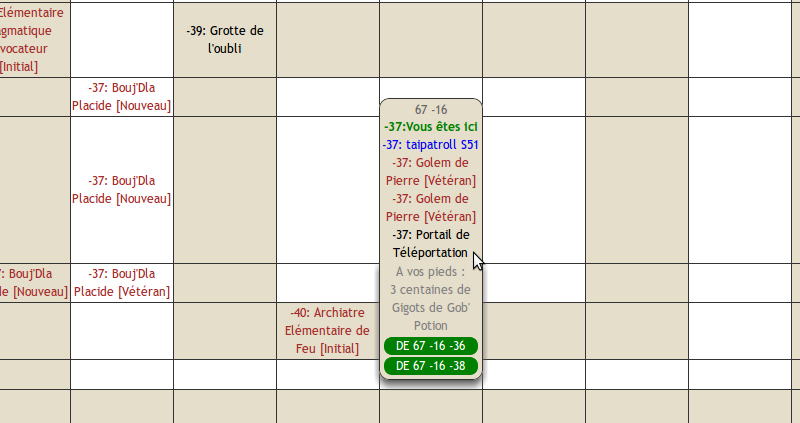 Elémentaire
agmatique
vocateur
[Initial]
-39: Grotte de
l'oubli
-37: Bouj'Dla
Placide [Nouveau]
-37: Bouj'Dla
Placide [Nouveau]
67 -16
-37:Vous êtes ici
-37: taipatroll S51
-37: Golem de
Pierre [Vétéran]
-37: Golem de
Pierre [Vétéran]
-37: Portail de
Téléportation
A vos pieds :
3 centaines de
Gigots de Gob'
Potion
DE 67 -16 -36
DE 67 -16 -38
7: Bouj'Dla
de [Nouveau]
-37: Bouj'Dla
Placide [Vétéran]
-40: Archiatre
Elémentaire de
Feu [Initial]